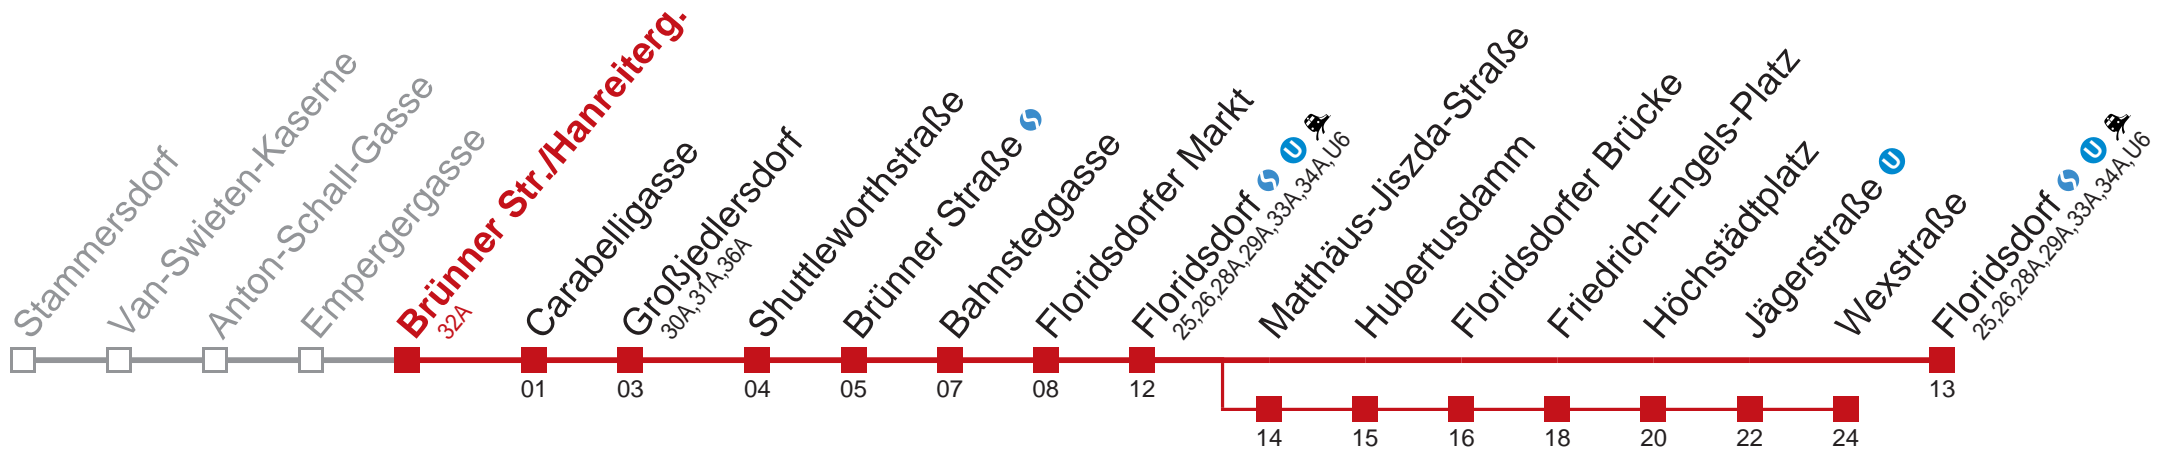 Stammersdorf
Van-Swieten-Kaserne
Anton-Schall-Gasse
Empergergasse
Brünner Str./Hanreiterg.
32A
Carabelligasse
Großjedlersdorf
30A,31A,36A
Shuttleworthstraße
Brünner Straße S
Bahnsteggasse
Floridsdorfer Markt
Floridsdorf S U
25,26,28A,29A,33A,34A,U6
Matthäus-Jiszda-Straße
Hubertusdamm
Floridsdorfer Brücke
Friedrich-Engels-Platz
Höchstädtplatz
Jägerstraße U
Wexstraße
Floridsdorf S U
25,26,28A,29A,33A,34A,U6
01 03 04 05 07 08 12 13
14 15 16 18 20 22 24